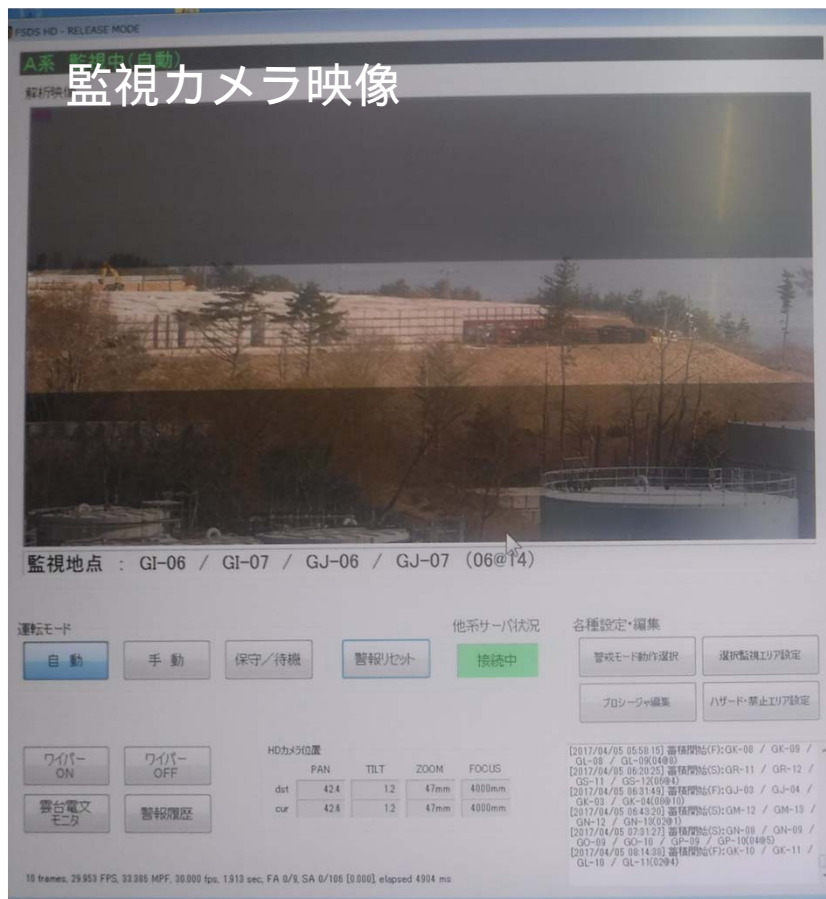 FSDS HD - RELEASE MODE
A系 監視中(自動)
監視カメラ映像
監視地点 : GI-06 / GI-07 / GJ-06 / GJ-07 (06@14)
運転モード
他系サーバ状況
各種設定・編集
自動
手動
保守/待機
警報リセット
接続中
警戒モード動作選択
選択監視エリア設定
プロシージャ編集
ハザード・禁止エリア設定
ワイパー
ON
ワイパー
OFF
雲台電文
モニタ
警報履歴
HDカメラ位置
PAN TILT ZOOM FOCUS
dst 42.4 1.2 47mm 4000mm
cur 42.4 1.2 47mm 4000mm
[2017/04/05 05:58:15] 蓄積開始(F):GK-08 / GK-09 /
GL-08 / GL-09(04@8)
[2017/04/05 06:20:25] 蓄積開始(S):GR-11 / GR-12 /
GS-11 / GS-12(06@4)
[2017/04/05 06:31:49] 蓄積開始(F):GJ-03 / GJ-04 /
GK-03 / GK-04(06@10)
[2017/04/05 06:43:20] 蓄積開始(S):GM-12 / GM-13 /
GN-12 / GN-13(02@1)
[2017/04/05 07:31:27] 蓄積開始(S):GN-08 / GN-09 /
GO-09 / GO-10 / GP-09 / GP-10(04@5)
[2017/04/05 08:14:38] 蓄積開始(F):GK-10 / GK-11 /
GL-10 / GL-11(02@4)
10 frames, 29.953 FPS, 33.386 MPF, 30.000 fps, 1.913 sec, FA 0/9, SA 0/106 [0.000], elapsed 4904 ms